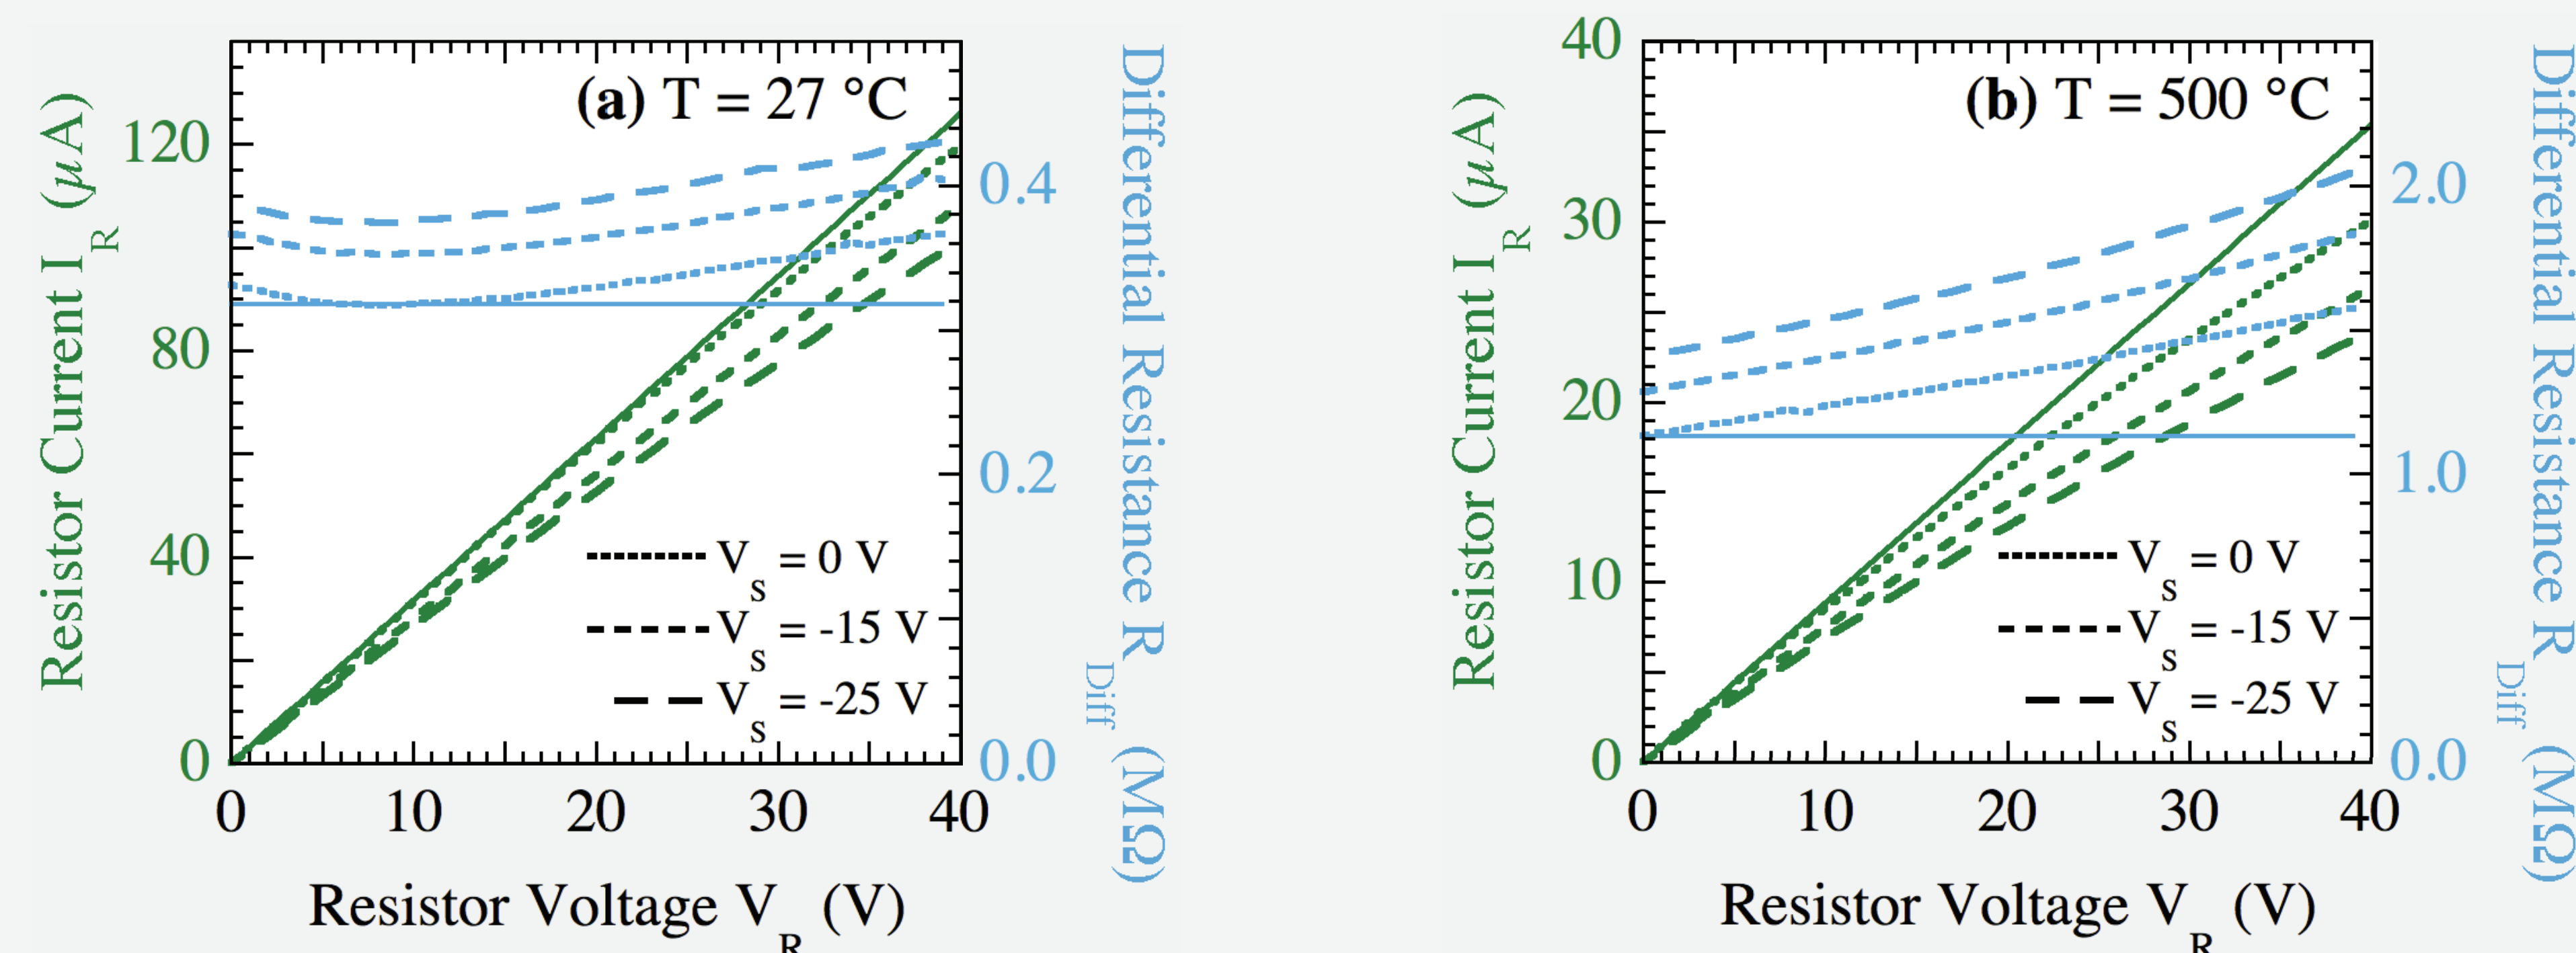 (a) T = 27 °C
Resistor Current I_R (µA)
120
80
40
0
0.4
0.2
0.0
Differential Resistance R_Diff (MΩ)
V_S = 0 V
V_S = -15 V
V_S = -25 V
0 10 20 30 40
Resistor Voltage V_R (V)
(b) T = 500 °C
Resistor Current I_R (µA)
40
30
20
10
0
2.0
1.0
0.0
Differential Resistance R_Diff (MΩ)
V_S = 0 V
V_S = -15 V
V_S = -25 V
0 10 20 30 40
Resistor Voltage V_R (V)